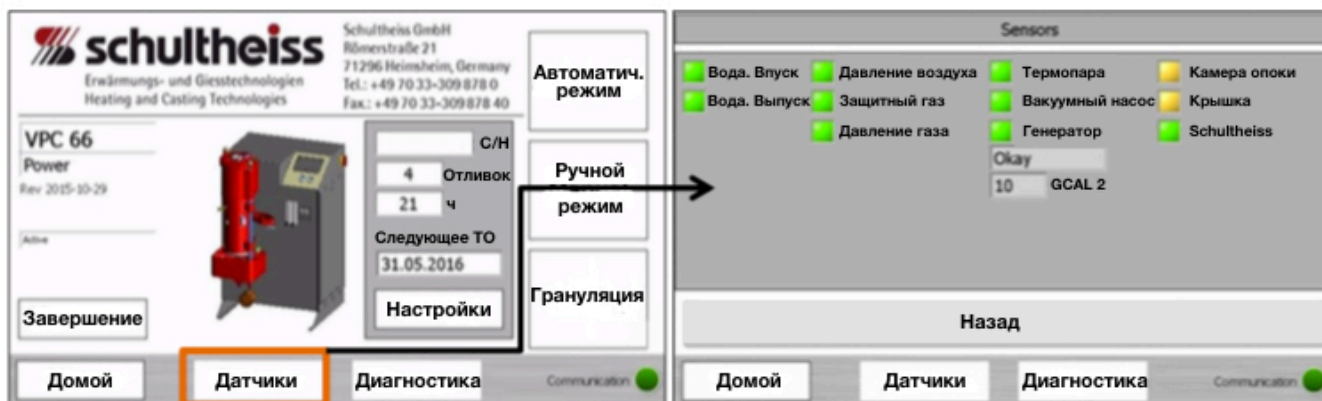 schultheiss
Erwärmungs- und Giesstechnologien
Heating and Casting Technologies
Schultheiss GmbH
Römerstraße 21
71296 Heimsheim, Germany
Tel.: +49 70 33-309 878 0
Fax.: +49 70 33-309 878 40
Автоматич.
режим
VPC 66
Power
Rev 2015-10-29
Active
С/Н
4 Отливок
21 ч
Следующее ТО
31.05.2016
Настройки
Ручной
режим
Грануляция
Завершение
Домой
Датчики
Диагностика
Communication
Sensors
Вода. Впуск
Давление воздуха
Термопара
Камера опоки
Вода. Выпуск
Защитный газ
Вакуумный насос
Крышка
Давление газа
Генератор
Schultheiss
Okay
10 GCAL 2
Назад
Домой
Датчики
Диагностика
Communication